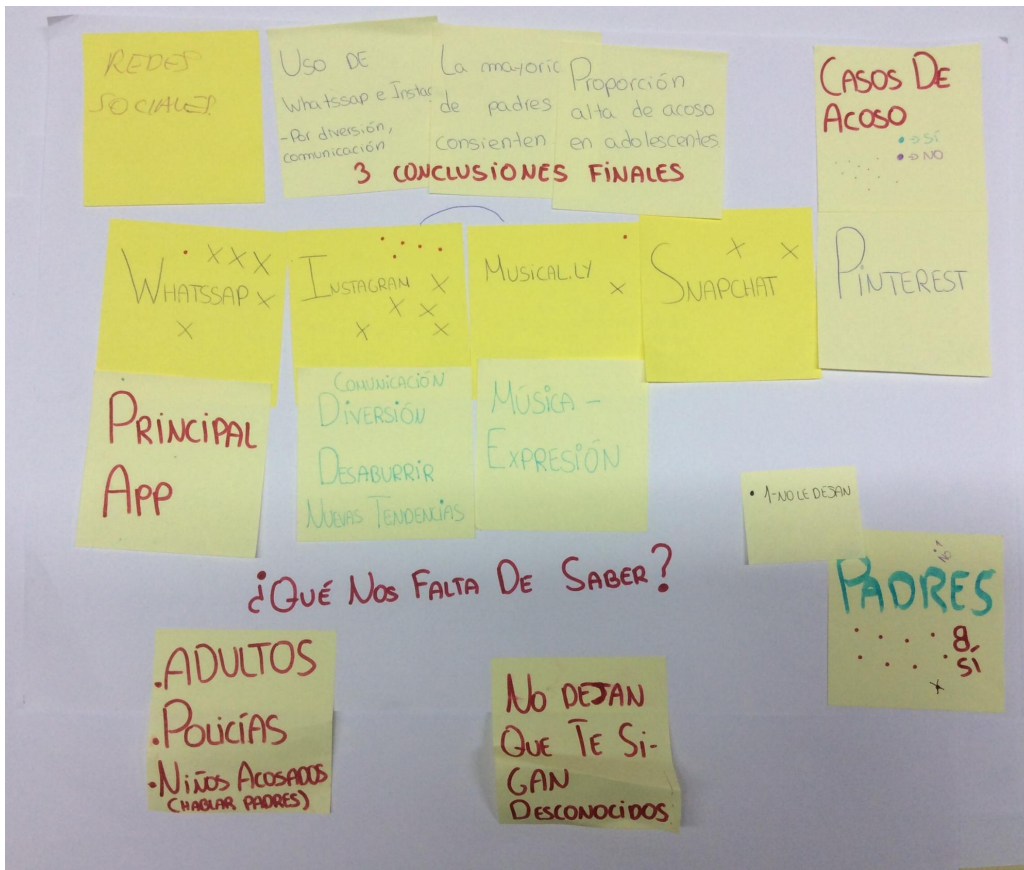 REDES
SOCIALES
USO DE
Whatssap e Instag
-Por diversión,
comunicación
La mayoric
de padres
consienten
Proporción
alta de acoso
en adolescentes
3 CONCLUSIONES FINALES
CASOS DE
ACOSO
• => SÍ
• => NO
WHATSSAP
INSTAGRAM
MUSICAL.LY
SNAPCHAT
PINTEREST
PRINCIPAL
APP
COMUNICACIÓN
DIVERSIÓN
DESABURRIR
NUEVAS TENDENCIAS
MÚSICA -
EXPRESIÓN
• 1-NO LE DEJAN
NO
PADRES
8
SÍ
¿QUÉ NOS FALTA DE SABER?
.ADULTOS
.POLICÍAS
.NIÑOS ACOSADOS
(HABLAR PADRES)
NO DEJAN
QUE TE SI-
GAN
DESCONOCIDOS